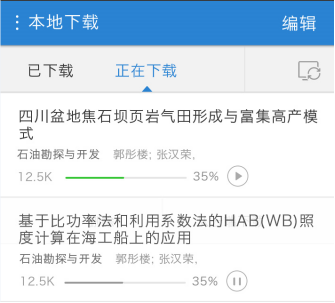 本地下载
编辑
已下载 正在下载
四川盆地焦石坝页岩气田形成与富集高产模
式
石油勘探与开发 郭彤楼; 张汉荣,
12.5K 35%
基于比功率法和利用系数法的HAB(WB)照
度计算在海工船上的应用
石油勘探与开发 郭彤楼; 张汉荣,
12.5K 35%